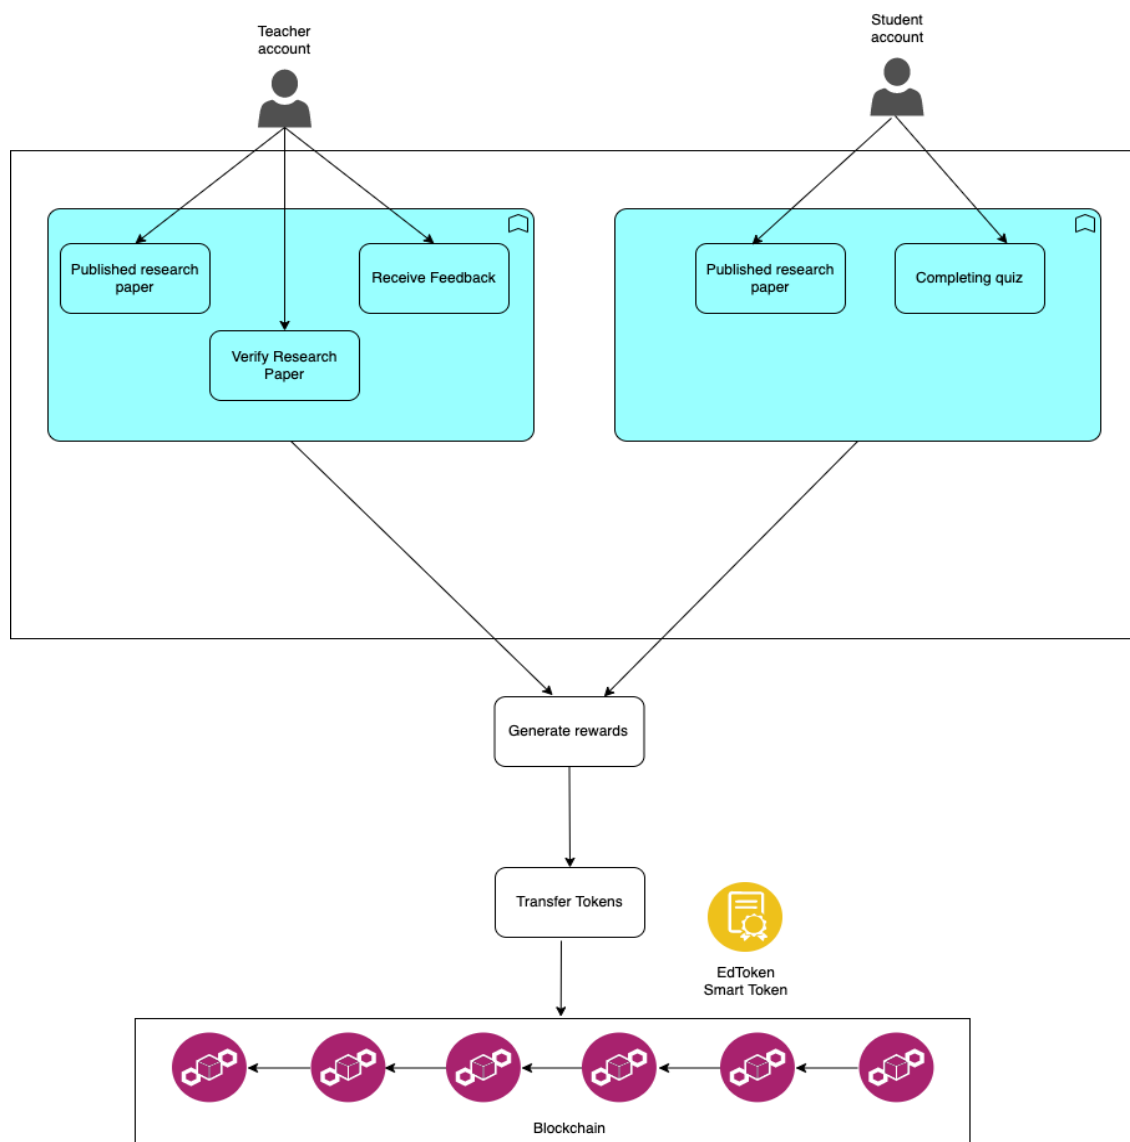 Teacher
account
Student
account
Published research
paper
Receive Feedback
Verify Research
Paper
Published research
paper
Completing quiz
Generate rewards
Transfer Tokens
EdToken
Smart Token
Blockchain